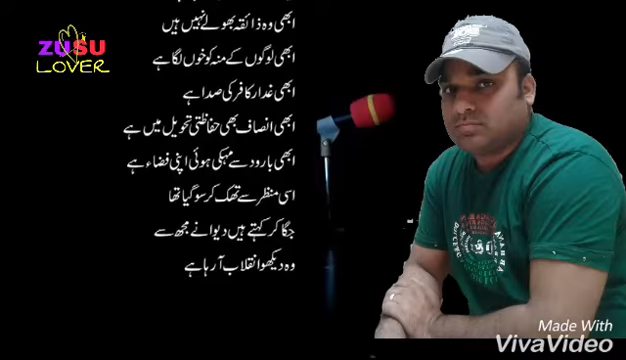 ابھی وہ ذائقہ بھولے نہیں ہیں
ابھی لوگوں کے منہ کو خوں لگا ہے
ابھی غدار کافر کی صدا ہے
ابھی انصاف بھی حفاظتی تحویل میں ہے
ابھی بارود سے مہکی ہوئی اپنی فضاء ہے
اسی منظر سے تھک کر سو گیا تھا
جگا کر کہتے ہیں دیوانے مجھ سے
وہ دیکھو انقلاب آ رہا ہے
ZUSU
LOVER
Made With
VivaVideo